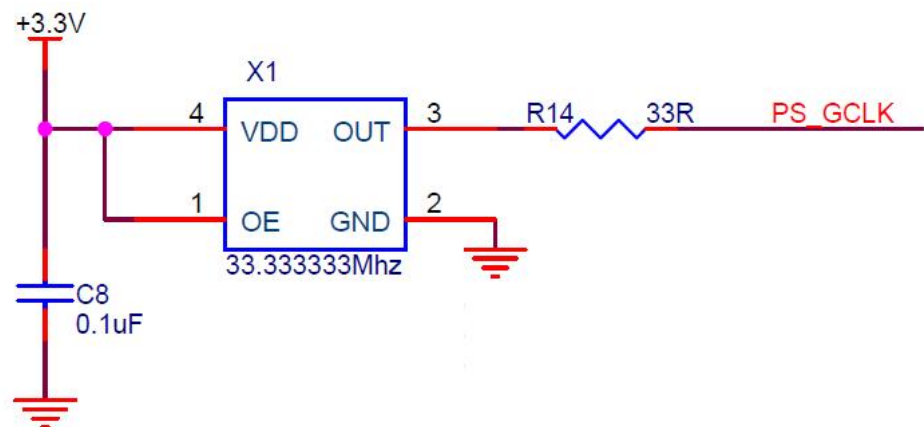 +3.3V
X1
4 VDD OUT 3 R14 33R PS_GCLK
1 OE GND 2
33.333333Mhz
C8
0.1uF